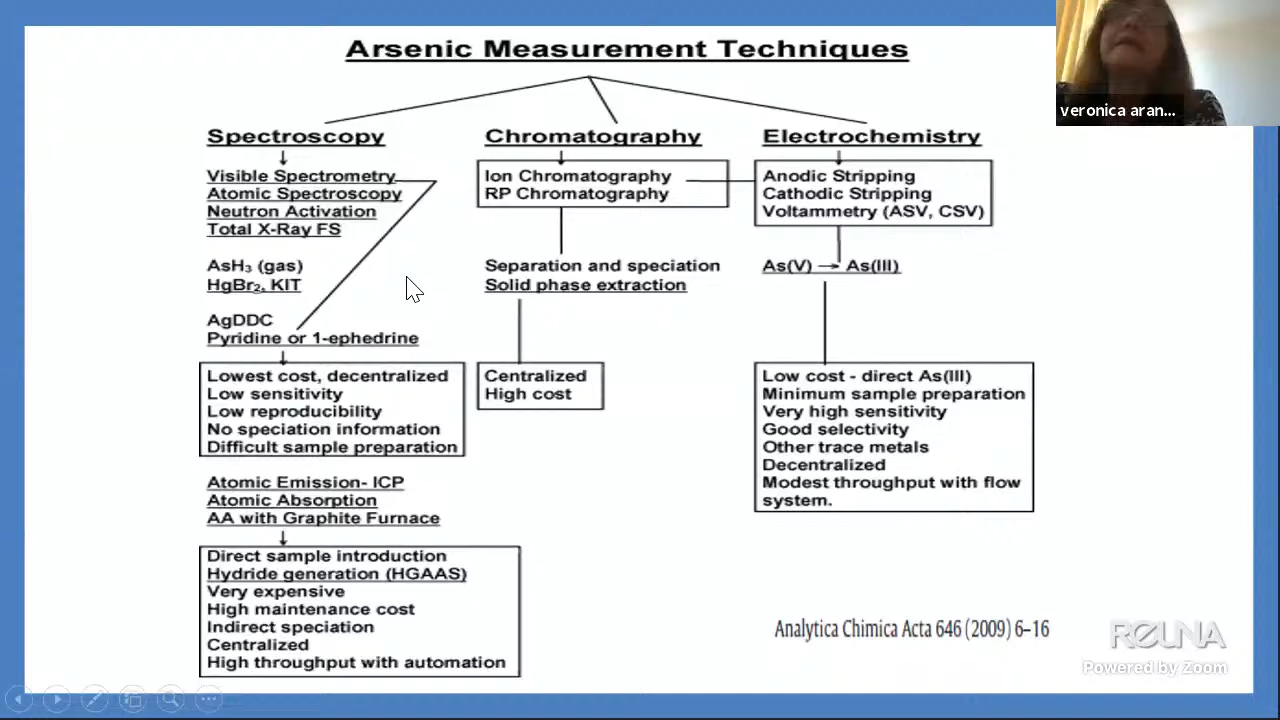 Arsenic Measurement Techniques
Spectroscopy
Visible Spectrometry
Atomic Spectroscopy
Neutron Activation
Total X-Ray FS
AsH₃ (gas)
HgBr₂, KIT
AgDDC
Pyridine or 1-ephedrine
Lowest cost, decentralized
Low sensitivity
Low reproducibility
No speciation information
Difficult sample preparation
Atomic Emission- ICP
Atomic Absorption
AA with Graphite Furnace
Direct sample introduction
Hydride generation (HGAAS)
Very expensive
High maintenance cost
Indirect speciation
Centralized
High throughput with automation
Chromatography
Ion Chromatography
RP Chromatography
Separation and speciation
Solid phase extraction
Centralized
High cost
Electrochemistry
Anodic Stripping
Cathodic Stripping
Voltammetry (ASV, CSV)
As(V) → As(III)
Low cost - direct As(III)
Minimum sample preparation
Very high sensitivity
Good selectivity
Other trace metals
Decentralized
Modest throughput with flow
system.
Analytica Chimica Acta 646 (2009) 6–16
veronica aran...
REUNA
Powered by Zoom